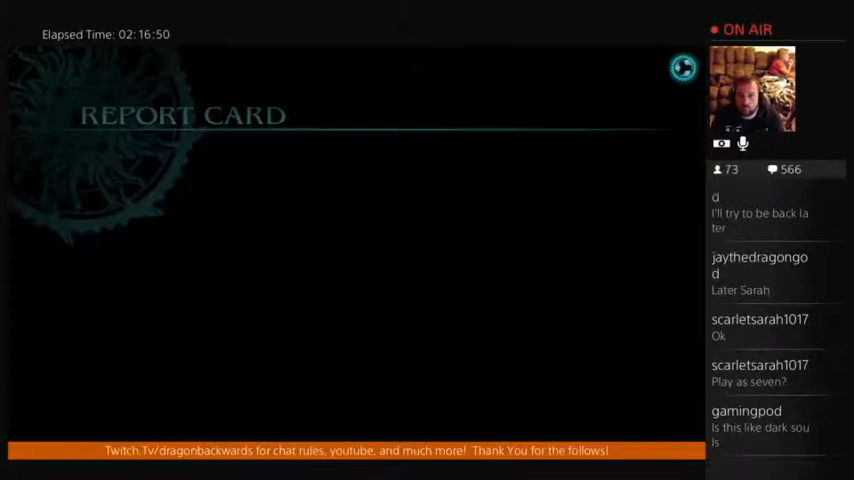 Elapsed Time: 02:16:50
ON AIR
REPORT CARD
73 566
d
I'll try to be back la
ter
jaythedragongo
d
Later Sarah
scarletsarah1017
Ok
scarletsarah1017
Play as seven?
gamingpod
Is this like dark sou
ls
Twitch.Tv/dragonbackwards for chat rules, youtube, and much more! Thank You for the follows!